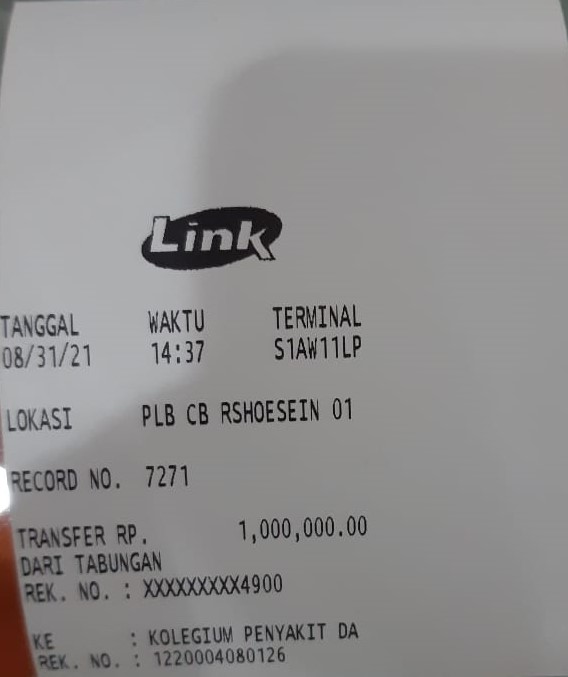 Link
TANGGAL WAKTU TERMINAL
08/31/21 14:37 S1AW11LP
LOKASI PLB CB RSHOESEIN 01
RECORD NO. 7271
TRANSFER RP. 1,000,000.00
DARI TABUNGAN
REK. NO. : XXXXXXXXX4900
KE : KOLEGIUM PENYAKIT DA
REK. NO. : 1220004080126